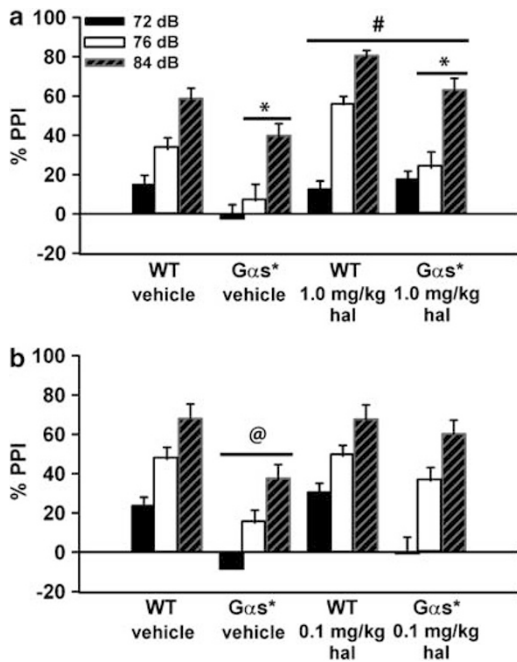 a
72 dB
76 dB
84 dB
#
*
*
% PPI
100
80
60
40
20
0
-20
WT Gαs* WT Gαs*
vehicle vehicle 1.0 mg/kg 1.0 mg/kg
hal hal
b
@
% PPI
100
80
60
40
20
0
-20
WT Gαs* WT Gαs*
vehicle vehicle 0.1 mg/kg 0.1 mg/kg
hal hal